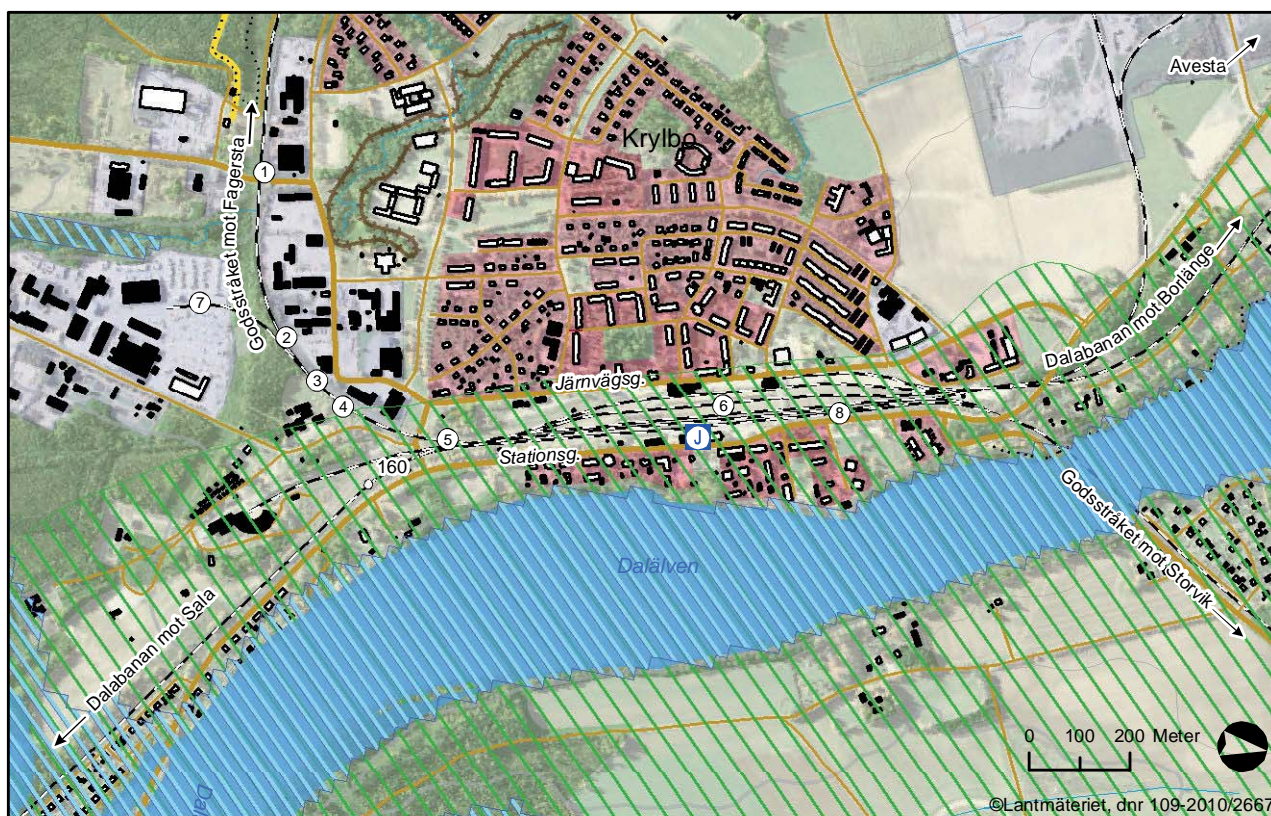 Avesta
Krylbo
Godsstråket mot Fagersta
1
7
2
Dalabanan mot Borlänge
3
Järnvägsg.
4
6
8
5
J
Stationsg.
160
Godsstråket mot Storvik
Dalälven
Dalabanan mot Sala
0 100 200 Meter
©Lantmäteriet, dnr 109-2010/2667